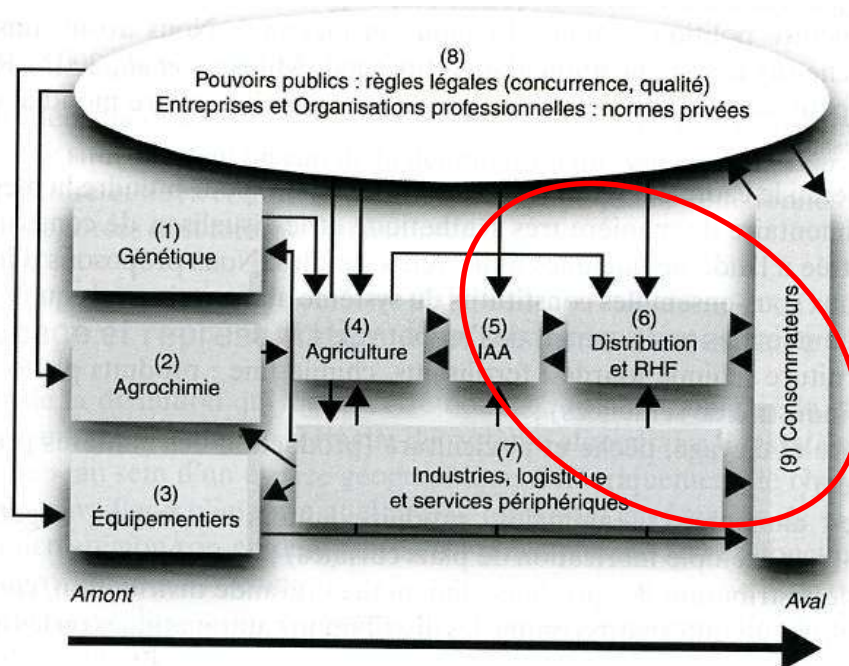 (8)
Pouvoirs publics : règles légales (concurrence, qualité)
Entreprises et Organisations professionnelles : normes privées
(1)
Génétique
(2)
Agrochimie
(3)
Équipementiers
(4)
Agriculture
(5)
IAA
(6)
Distribution
et RHF
(7)
Industries, logistique
et services périphériques
(9) Consommateurs
Amont
Aval